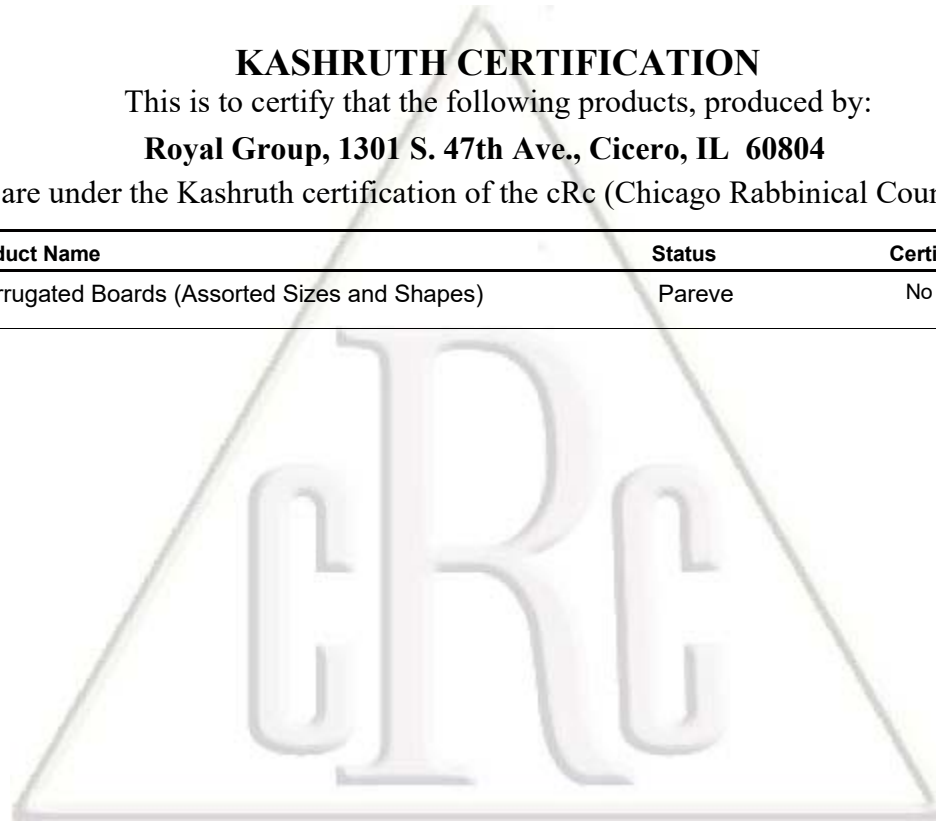 KASHRUTH CERTIFICATION
This is to certify that the following products, produced by:
Royal Group, 1301 S. 47th Ave., Cicero, IL 60804
are under the Kashruth certification of the cRc (Chicago Rabbinical Coun
duct Name Status Certi
rrugated Boards (Assorted Sizes and Shapes) Pareve No
cRc